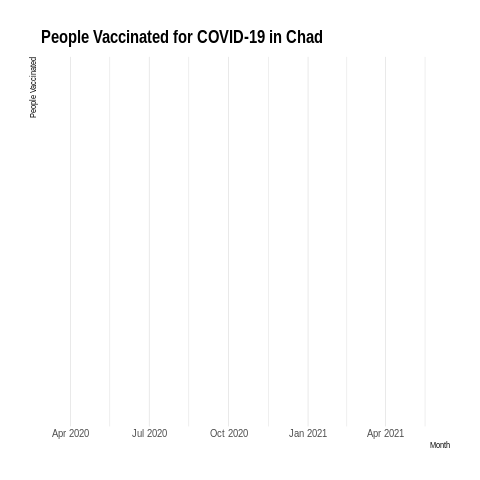 People Vaccinated for COVID-19 in Chad
People Vaccinated
Apr 2020 Jul 2020 Oct 2020 Jan 2021 Apr 2021
Month